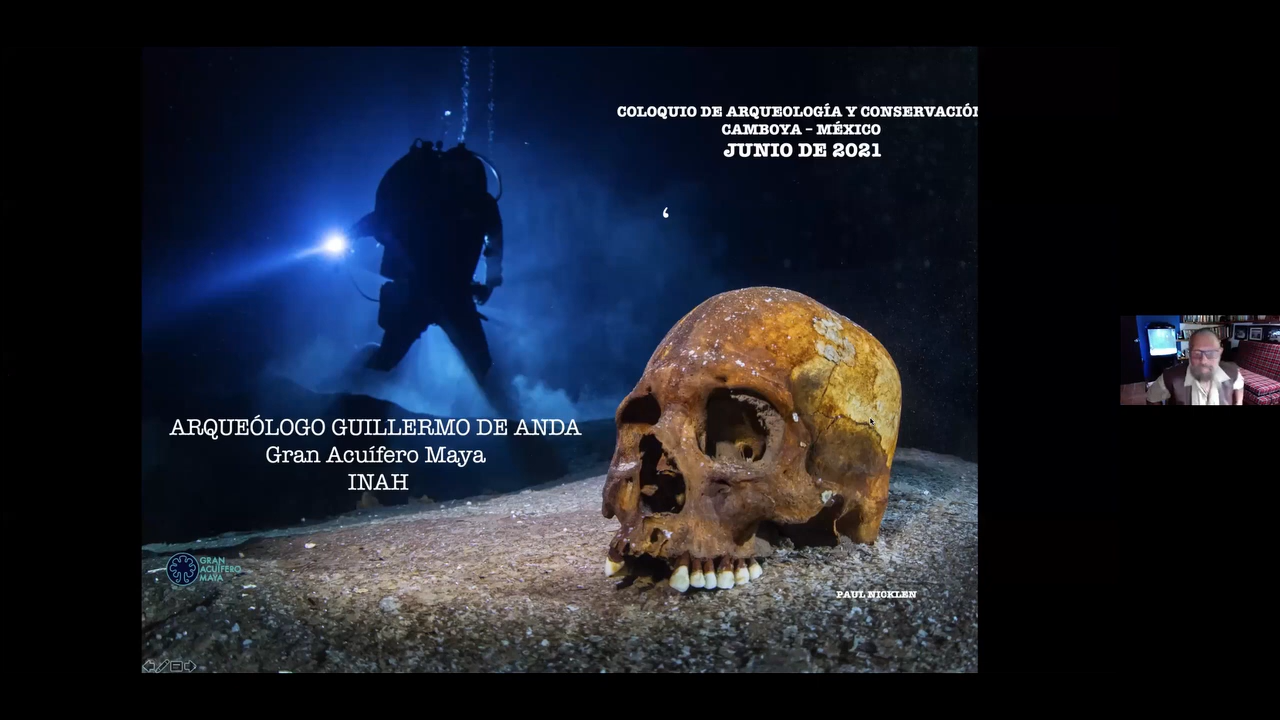 COLOQUIO DE ARQUEOLOGÍA Y CONSERVACIÓN
CAMBOYA – MÉXICO
JUNIO DE 2021
‘
ARQUEÓLOGO GUILLERMO DE ANDA
Gran Acuífero Maya
INAH
GRAN
ACUÍFERO
MAYA
PAUL NICKLEN